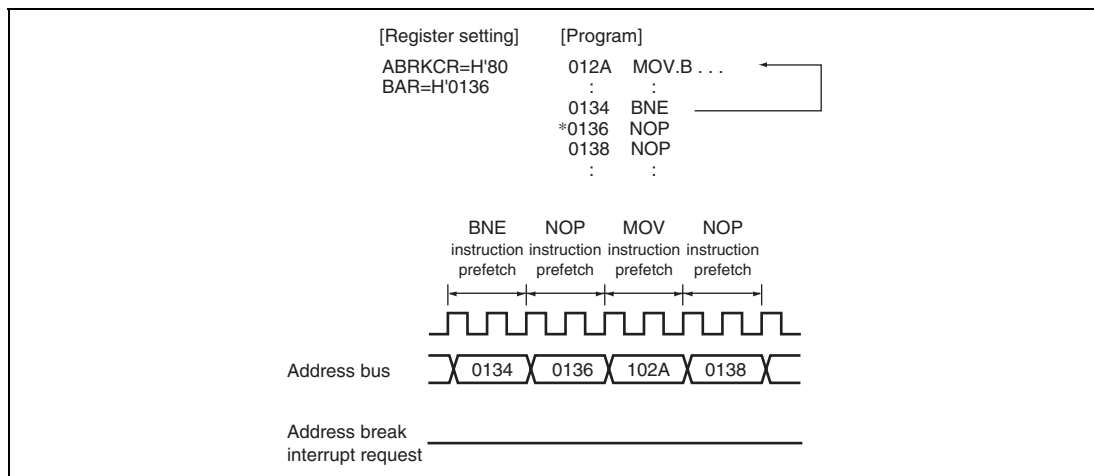 [Register setting] [Program]
ABRKCR=H'80 012A MOV.B . . .
BAR=H'0136 : :
0134 BNE
*0136 NOP
0138 NOP
: :
BNE NOP MOV NOP
instruction instruction instruction instruction
prefetch prefetch prefetch prefetch
Address bus 0134 0136 102A 0138
Address break
interrupt request